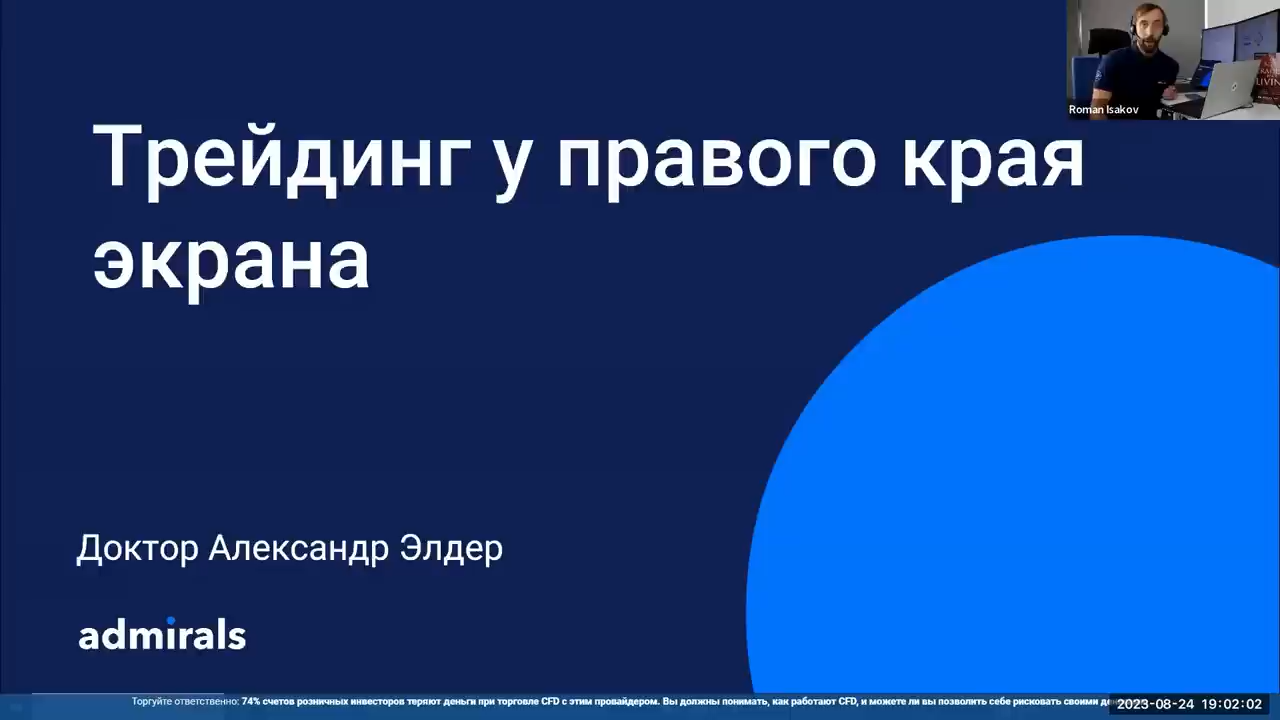 Roman Isakov
Трейдинг у правого края
экрана
Доктор Александр Элдер
admirals
Торгуйте ответственно: 74% счетов розничных инвесторов теряют деньги при торговле CFD с этим провайдером. Вы должны понимать, как работают CFD, и можете ли вы позволить себе рисковать своими
2023-08-24 19:02:02